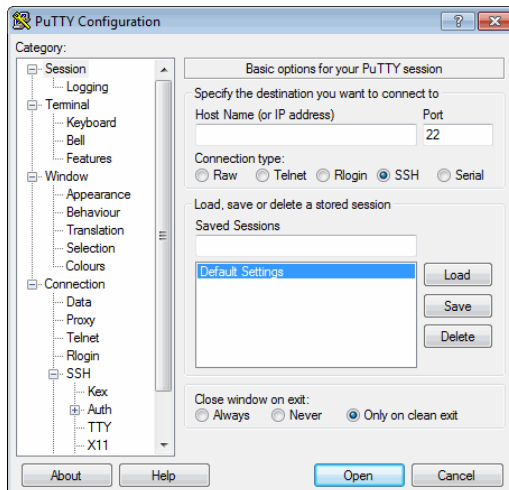 PuTTY Configuration
?
Category:
Session
Logging
Terminal
Keyboard
Bell
Features
Window
Appearance
Behaviour
Translation
Selection
Colours
Connection
Data
Proxy
Telnet
Rlogin
SSH
Kex
Auth
TTY
X11
Basic options for your PuTTY session
Specify the destination you want to connect to
Host Name (or IP address) Port
22
Connection type:
Raw Telnet Rlogin SSH Serial
Load, save or delete a stored session
Saved Sessions
Default Settings
Load
Save
Delete
Close window on exit:
Always Never Only on clean exit
About Help Open Cancel